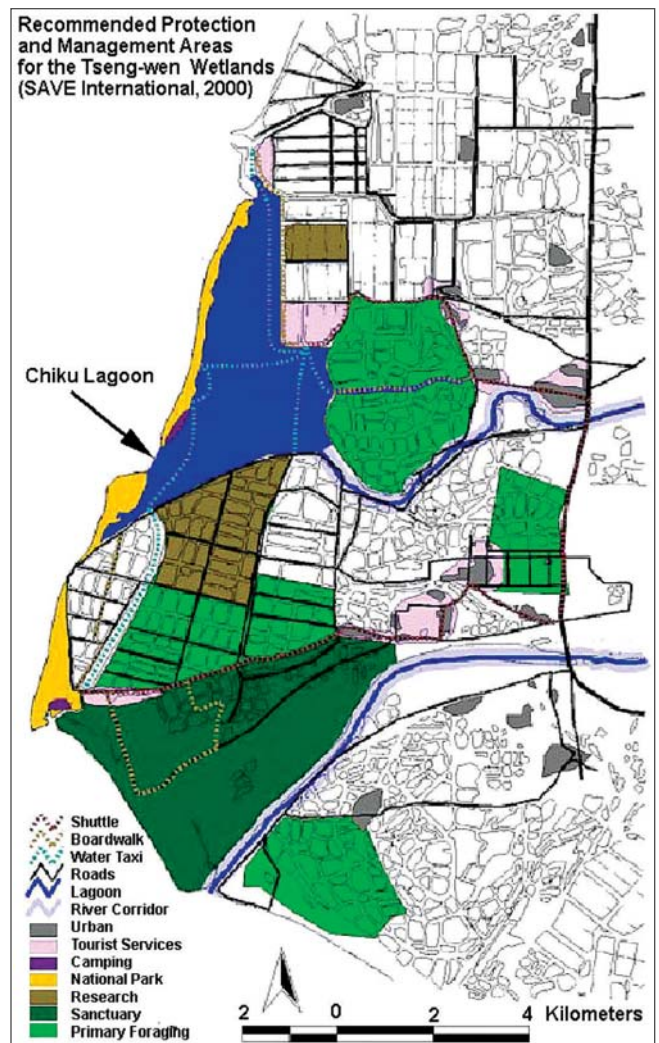 Recommended Protection
and Management Areas
for the Tseng-wen Wetlands
(SAVE International, 2000)
Chiku Lagoon
Shuttle
Boardwalk
Water Taxi
Roads
Lagoon
River Corridor
Urban
Tourist Services
Camping
National Park
Research
Sanctuary
Primary Foraging
2 0 2 4 Kilometers